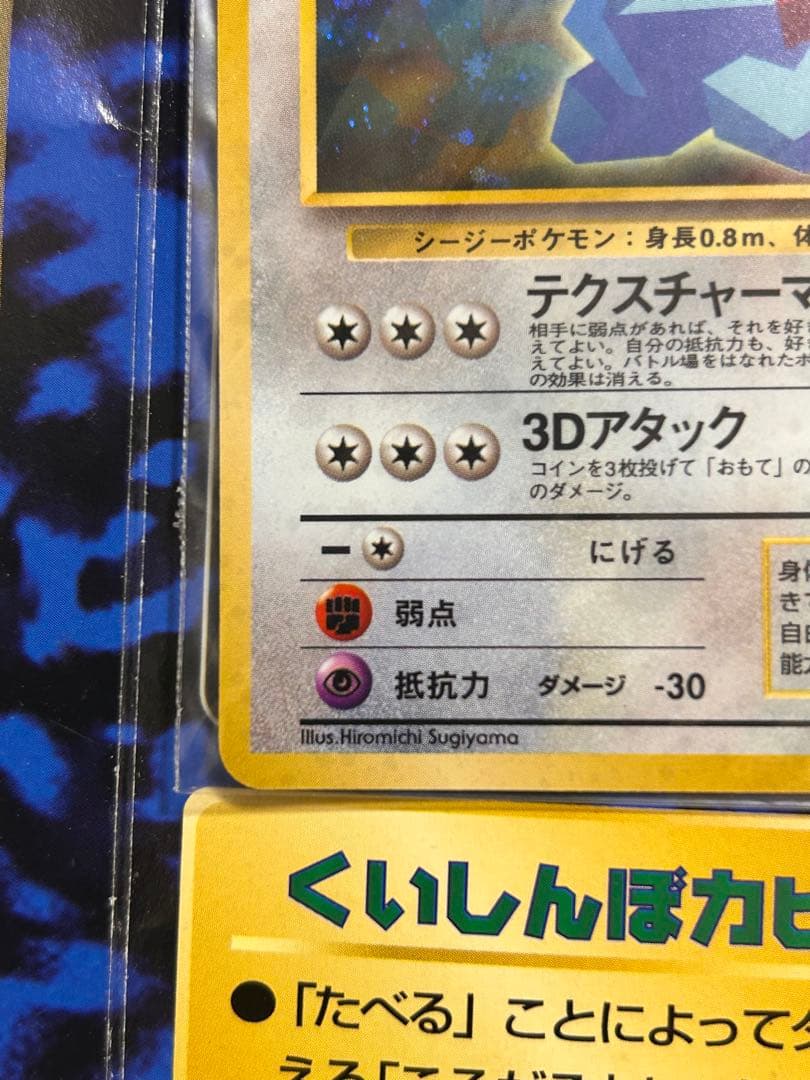 シージーポケモン：身長0.8m、体
テクスチャーマ
相手に弱点があれば、それを好
えてよい。自分の抵抗力も、好
えてよい。バトル場をはなれたポ
の効果は消える。
3Dアタック
コインを3枚投げて「おもて」の
のダメージ。
にげる
弱点
抵抗力 ダメージ -30
身
き
自由
能
Illus.Hiromichi Sugiyama
くいしんぼカビ
●「たべる」ことによって
える「